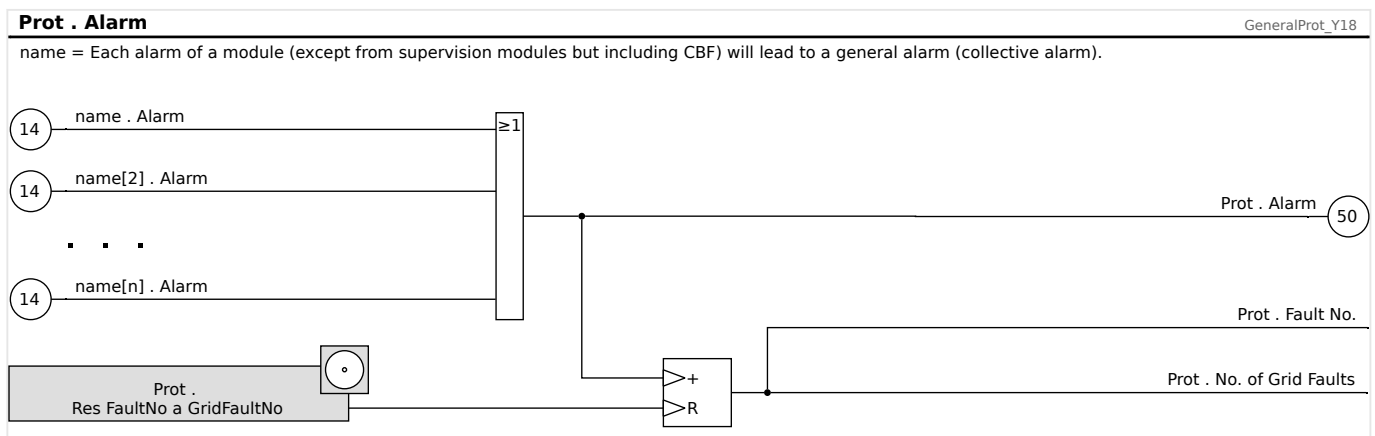 Prot . Alarm
GeneralProt_Y18
name = Each alarm of a module (except from supervision modules but including CBF) will lead to a general alarm (collective alarm).
14
name . Alarm
≥1
14
name[2] . Alarm
Prot . Alarm
50
. . .
14
name[n] . Alarm
Prot . Fault No.
Prot . No. of Grid Faults
+
R
Prot .
Res FaultNo a GridFaultNo